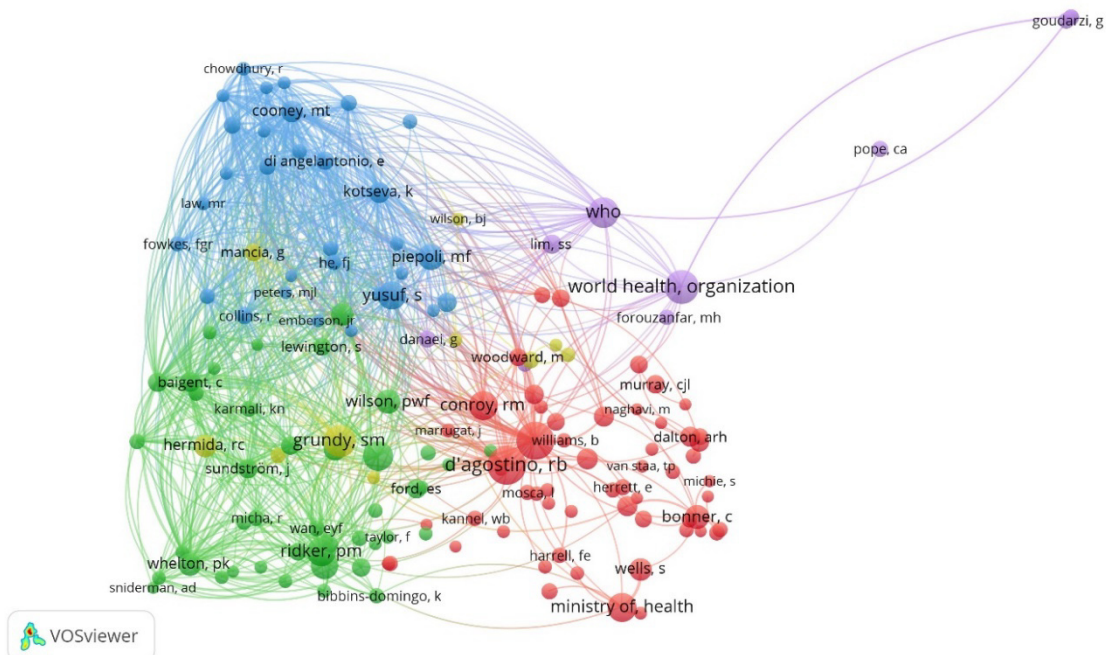 goudarzi, g
chowdhury, r
cooney, mt
pope, ca
di angelantonio, e
kotseva, k
law, mr
who
wilson, bj
fowkes, fgr
lim, ss
mancia, g
piepoli, mf
he, fj
world health, organization
peters, mjl
yusuf, s
collins, r
emberson, jr
forouzanfar, mh
danaei, g
lewington, s
woodward, m
baigent, c
murray, cjl
wilson, pwf
conroy, rm
karmali, kn
naghavi, m
marrugat, j
dalton, arh
hermida, rc
grundy, sm
williams, b
sundström, j
d'agostino, rb
van staa, tp
michie, s
ford, es
mosca, l
herrett, e
micha, r
kannel, wb
bonner, c
wan, eyf
taylor, f
ridker, pm
harrell, fe
whelton, pk
wells, s
sniderman, ad
bibbins-domingo, k
ministry of, health
VOSviewer